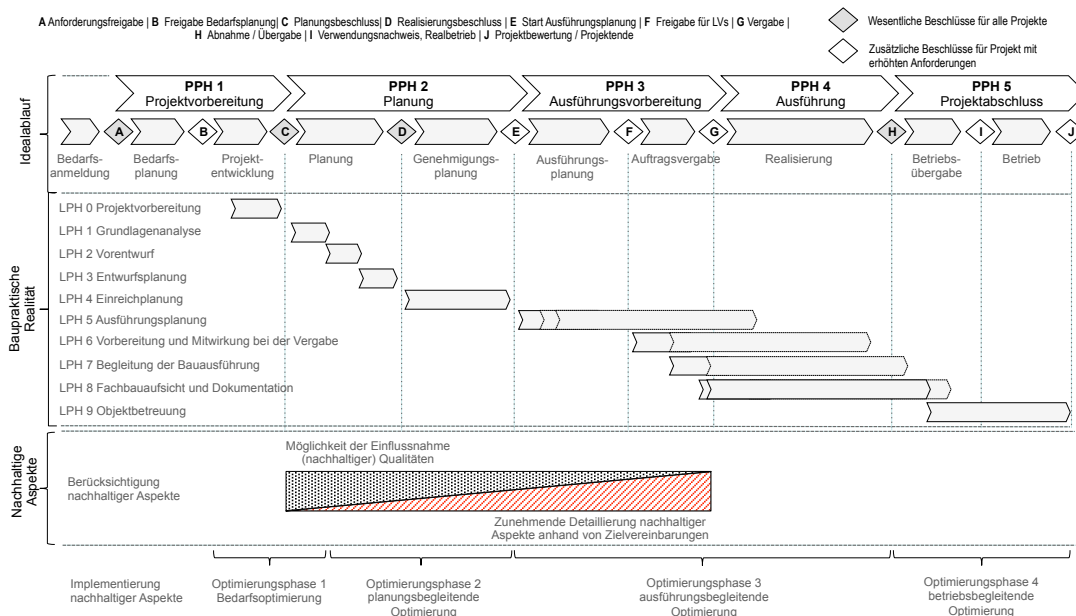 A Anforderungsfreigabe | B Freigabe Bedarfsplanung| C Planungsbeschluss| D Realisierungsbeschluss | E Start Ausführungsplanung | F Freigabe für LVs | G Vergabe |
H Abnahme / Übergabe | I Verwendungsnachweis, Realbetrieb | J Projektbewertung / Projektende
Wesentliche Beschlüsse für alle Projekte
Zusätzliche Beschlüsse für Projekt mit
erhöhten Anforderungen
Idealablauf
PPH 1
Projektvorbereitung
PPH 2
Planung
PPH 3
Ausführungsvorbereitung
PPH 4
Ausführung
PPH 5
Projektabschluss
A
B
C
D
E
F
G
H
I
J
Bedarfs-
anmeldung
Bedarfs-
planung
Projekt-
entwicklung
Planung
Genehmigungs-
planung
Ausführungs-
planung
Auftragsvergabe
Realisierung
Betriebs-
übergabe
Betrieb
Baupraktische
Realität
LPH 0 Projektvorbereitung
LPH 1 Grundlagenanalyse
LPH 2 Vorentwurf
LPH 3 Entwurfsplanung
LPH 4 Einreichplanung
LPH 5 Ausführungsplanung
LPH 6 Vorbereitung und Mitwirkung bei der Vergabe
LPH 7 Begleitung der Bauausführung
LPH 8 Fachbauaufsicht und Dokumentation
LPH 9 Objektbetreuung
Nachhaltige
Aspekte
Berücksichtigung
nachhaltiger Aspekte
Möglichkeit der Einflussnahme
(nachhaltiger) Qualitäten
Zunehmende Detaillierung nachhaltiger
Aspekte anhand von Zielvereinbarungen
Implementierung
nachhaltiger Aspekte
Optimierungsphase 1
Bedarfsoptimierung
Optimierungsphase 2
planungsbegleitende
Optimierung
Optimierungsphase 3
ausführungsbegleitende
Optimierung
Optimierungsphase 4
betriebsbegleitende
Optimierung